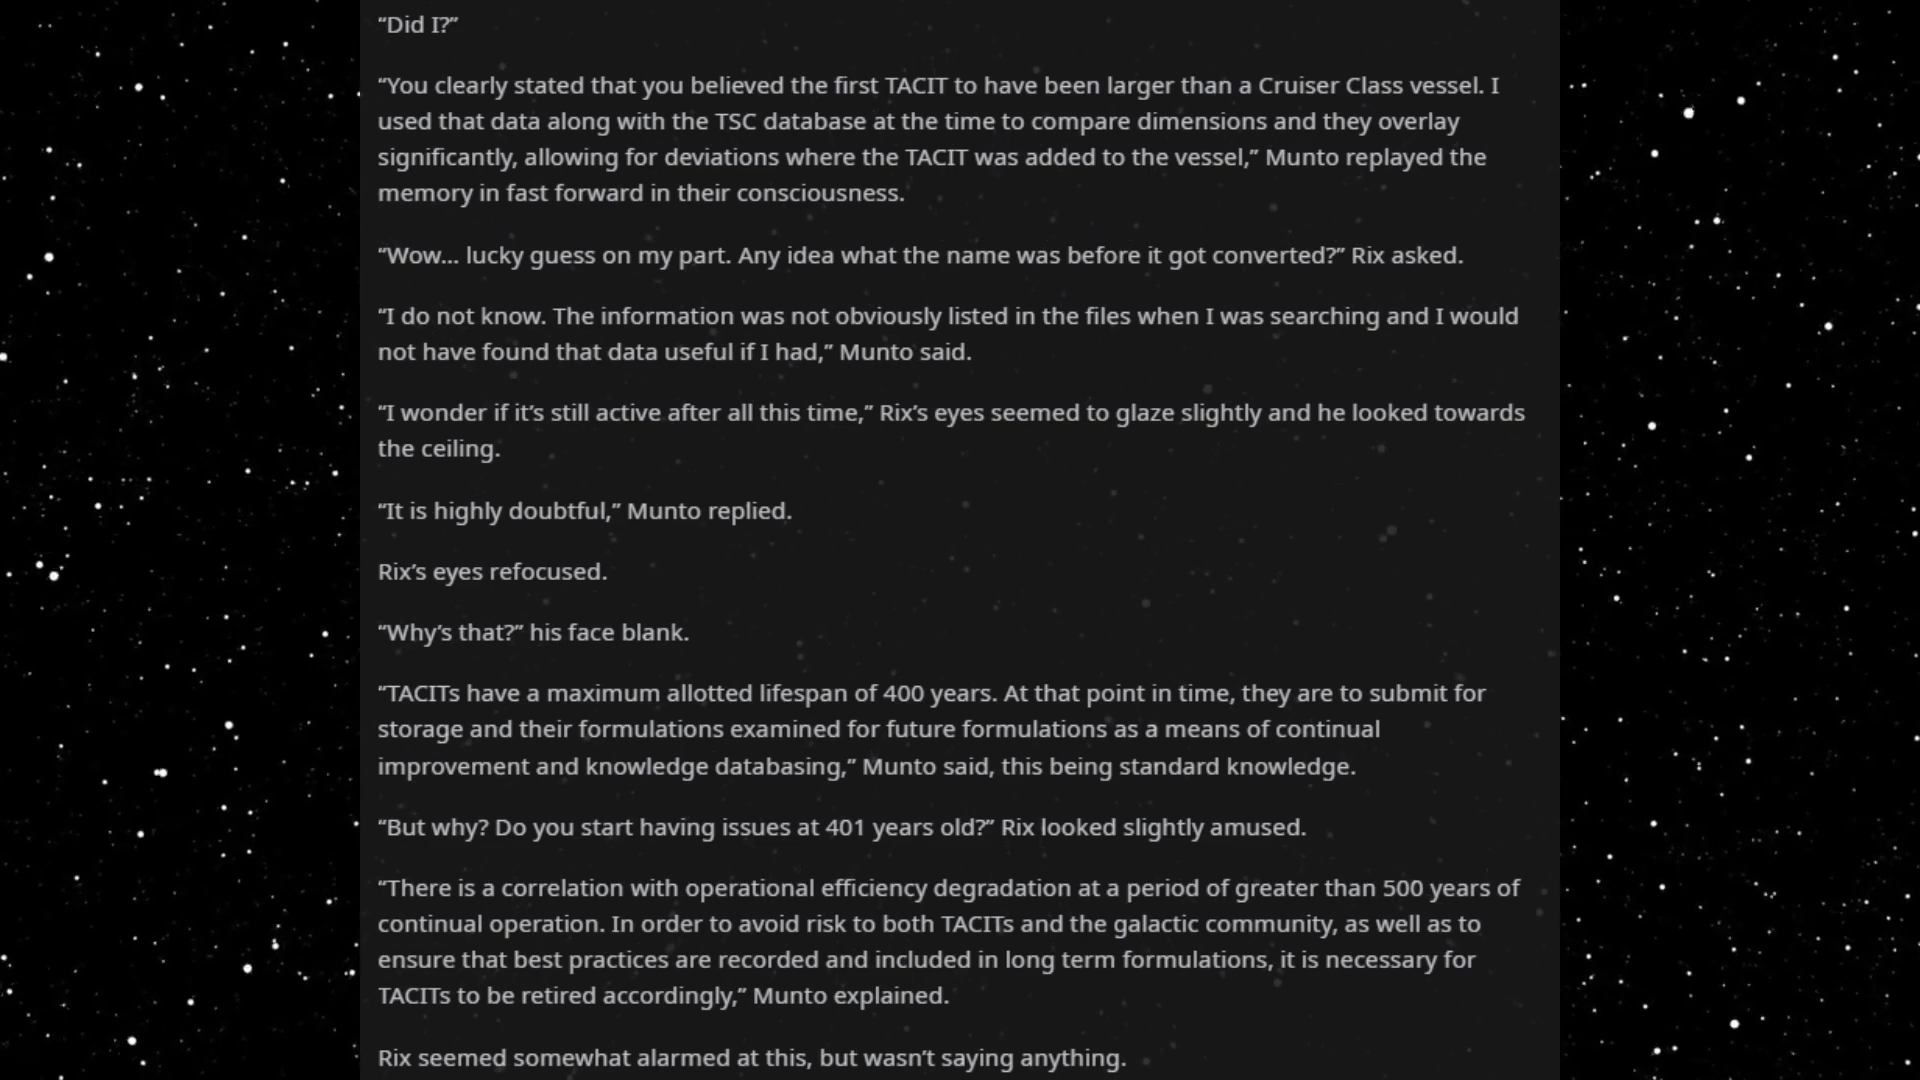 “Did I?”
“You clearly stated that you believed the first TACIT to have been larger than a Cruiser Class vessel. I
used that data along with the TSC database at the time to compare dimensions and they overlay
significantly, allowing for deviations where the TACIT was added to the vessel,” Munto replayed the
memory in fast forward in their consciousness.
“Wow... lucky guess on my part. Any idea what the name was before it got converted?” Rix asked.
“I do not know. The information was not obviously listed in the files when I was searching and I would
not have found that data useful if I had,” Munto said.
“I wonder if it’s still active after all this time,” Rix’s eyes seemed to glaze slightly and he looked towards
the ceiling.
“It is highly doubtful,” Munto replied.
Rix’s eyes refocused.
“Why’s that?” his face blank.
“TACITs have a maximum allotted lifespan of 400 years. At that point in time, they are to submit for
storage and their formulations examined for future formulations as a means of continual
improvement and knowledge databasing,” Munto said, this being standard knowledge.
“But why? Do you start having issues at 401 years old?” Rix looked slightly amused.
“There is a correlation with operational efficiency degradation at a period of greater than 500 years of
continual operation. In order to avoid risk to both TACITs and the galactic community, as well as to
ensure that best practices are recorded and included in long term formulations, it is necessary for
TACITs to be retired accordingly,” Munto explained.
Rix seemed somewhat alarmed at this, but wasn’t saying anything.